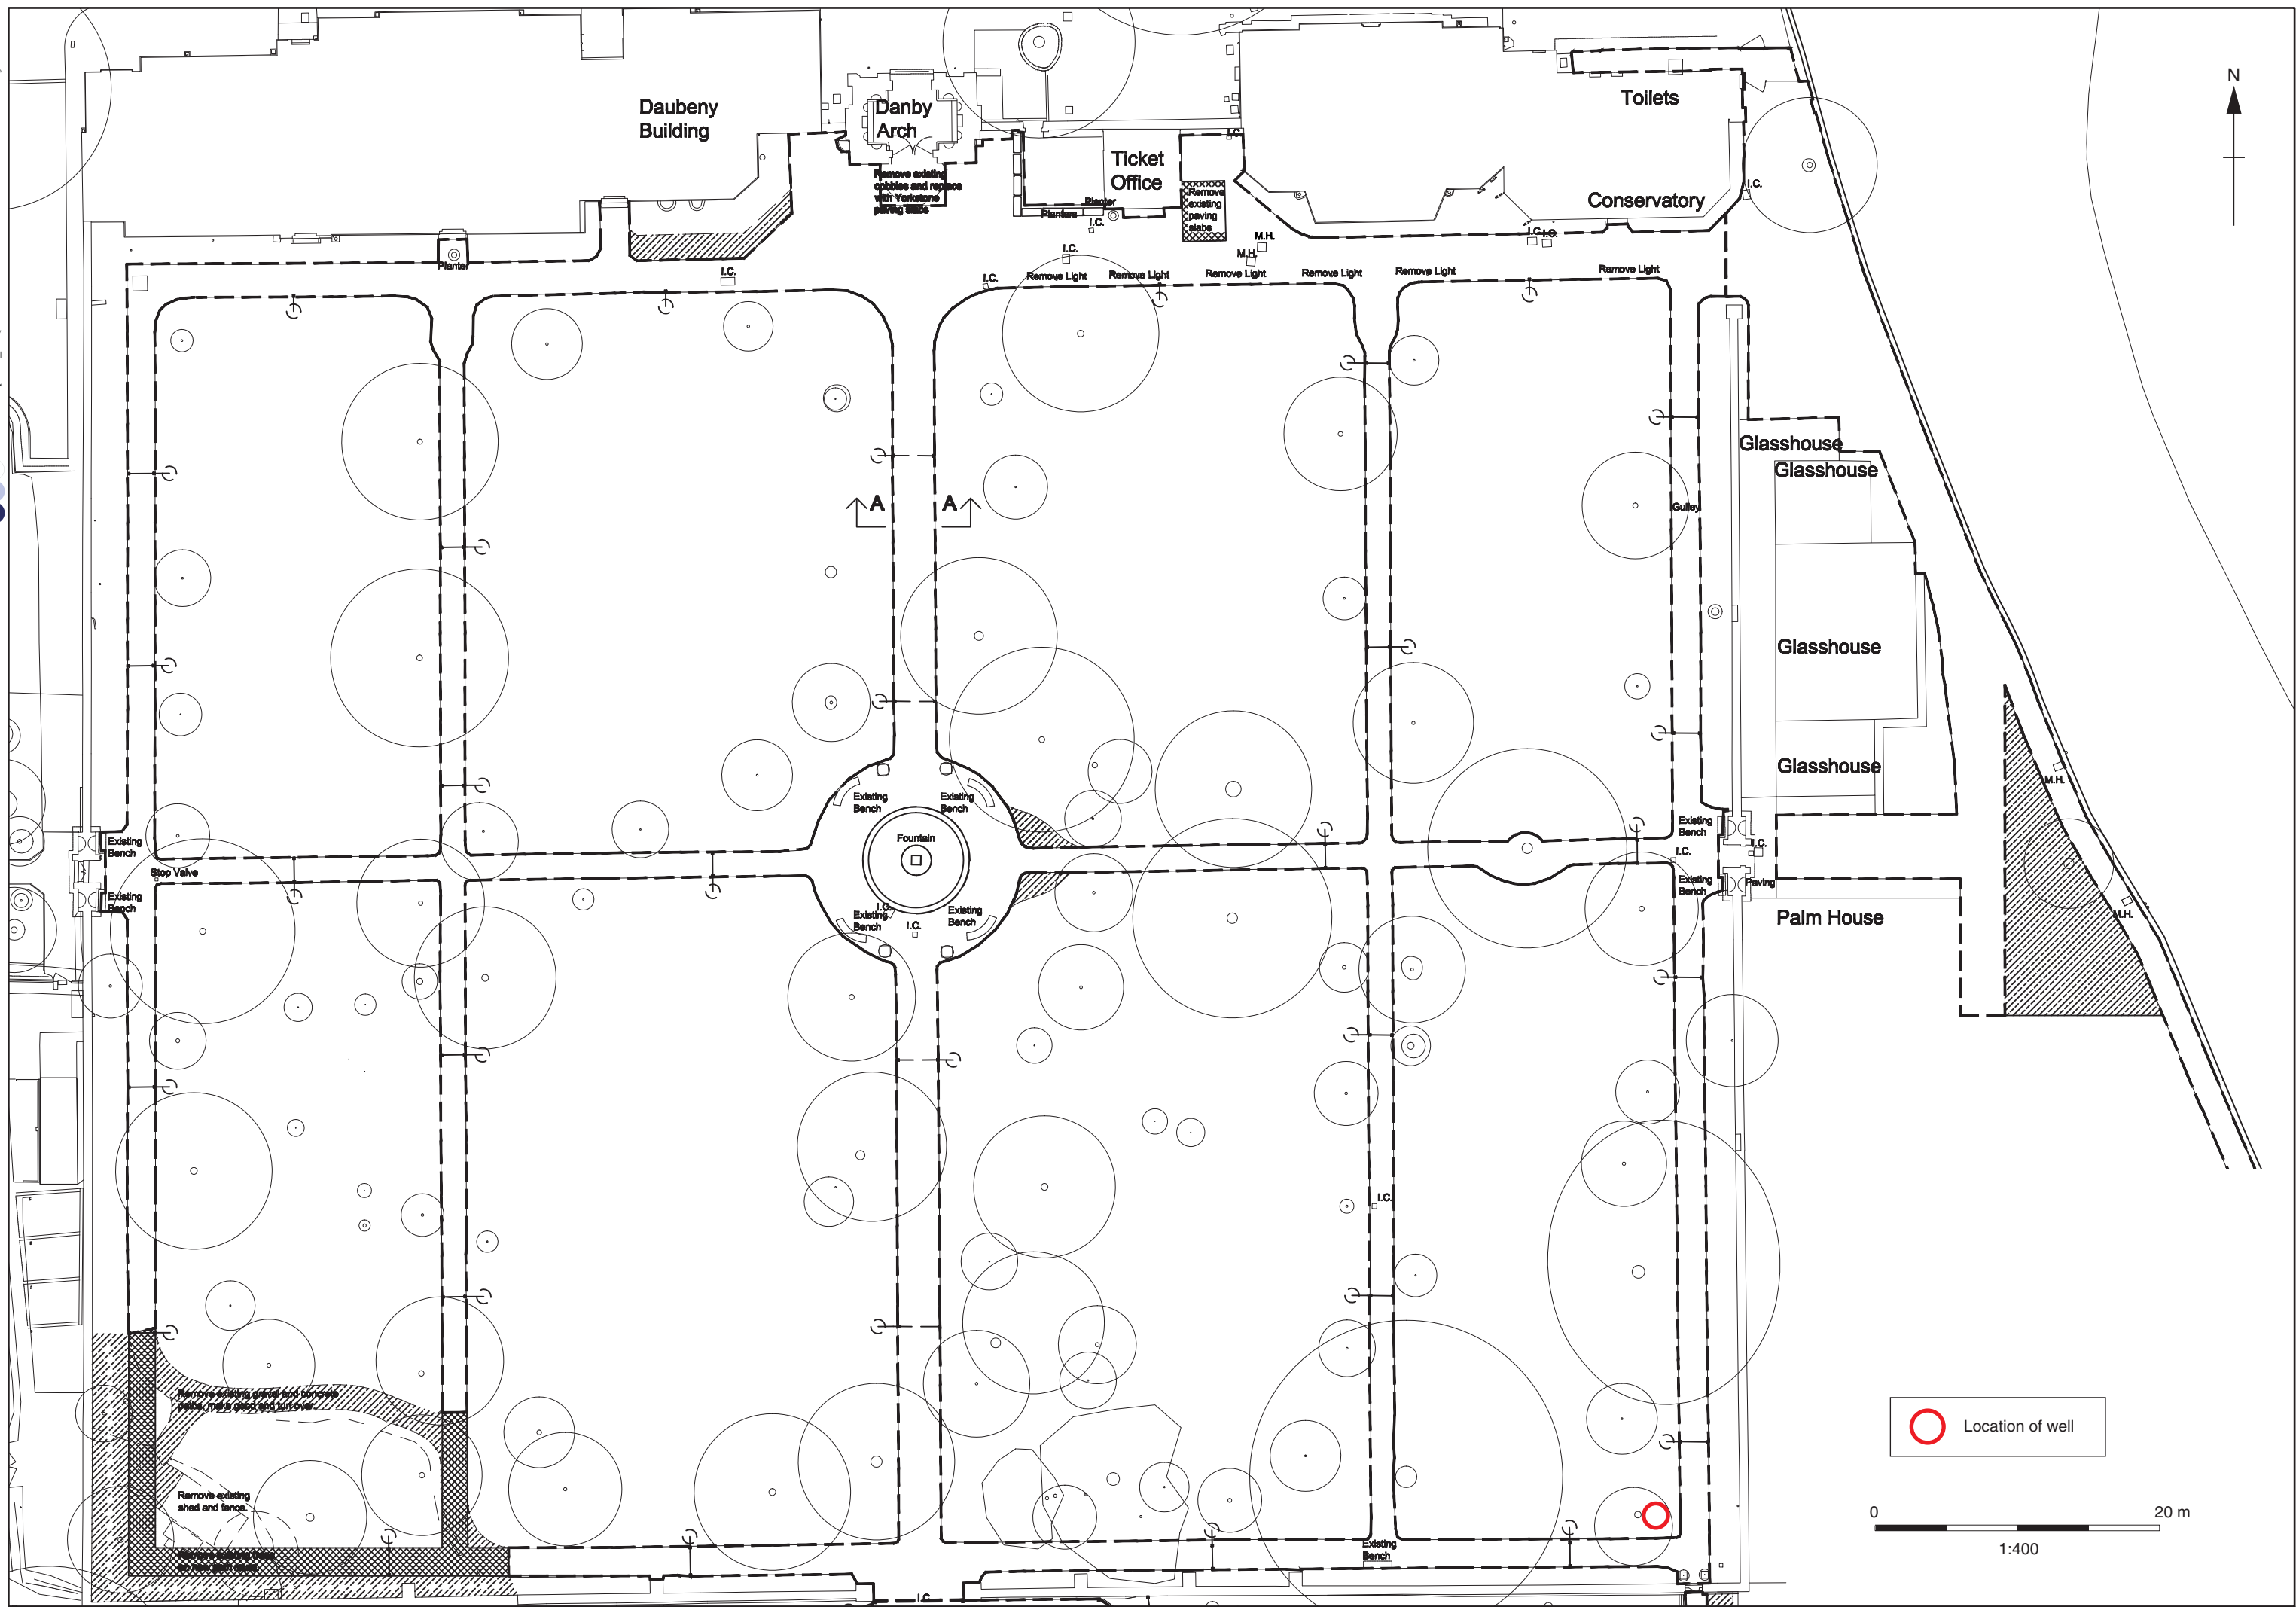 N
Daubeny
Building
Danby
Arch
Toilets
I.C.
Ticket
Office
Remove existing
cobbles and replace
with Yorkstone
paving slabs
Remove
existing
paving
slabs
I.C.
Conservatory
Planter
Planters
I.C.
M.H.
I.C.
I.C.
I.C.
M.H.
Planter
I.C.
I.C.
Remove Light
Remove Light
Remove Light
Remove Light
Remove Light
Remove Light
Glasshouse
Glasshouse
A
A
Gulley
Glasshouse
Glasshouse
M.H.
Existing
Bench
Existing
Bench
Existing
Bench
Existing
Bench
Fountain
I.C.
I.C.
Stop Valve
Existing
Bench
Paving
Existing
Bench
I.C.
Existing
Bench
Existing
Bench
M.H.
Palm House
I.C.
I.C.
Remove existing gravel and concrete
paths, make good and turf over.
Location of well
Remove existing
shed and fence.
0
20 m
1:400
Existing
Bench
I.C.